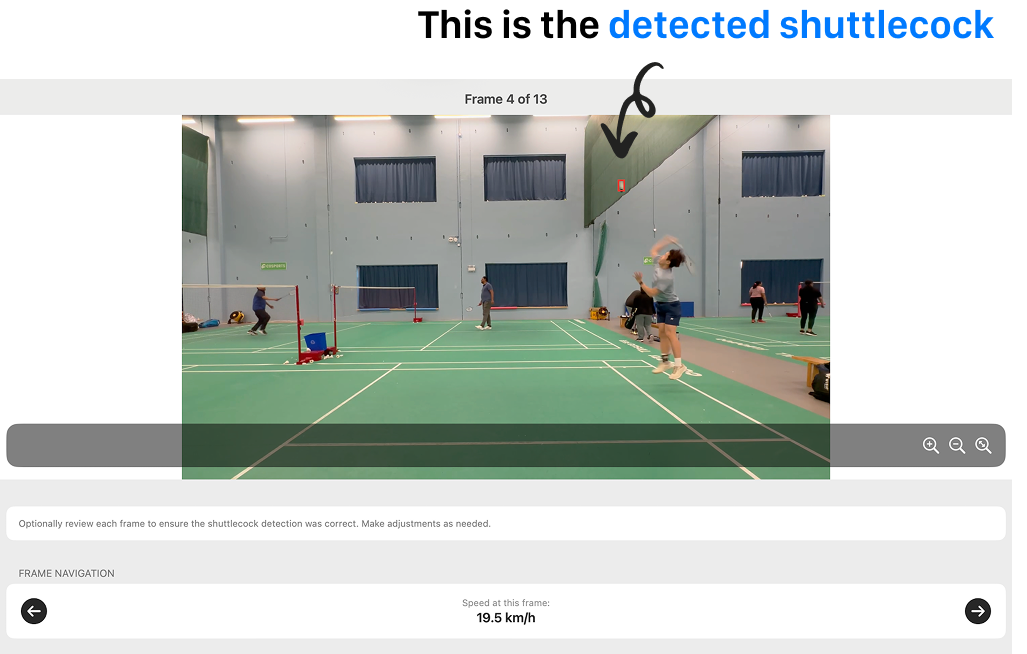 This is the detected shuttlecock
Frame 4 of 13
Optionally review each frame to ensure the shuttlecock detection was correct. Make adjustments as needed.
FRAME NAVIGATION
Speed at this frame:
19.5 km/h